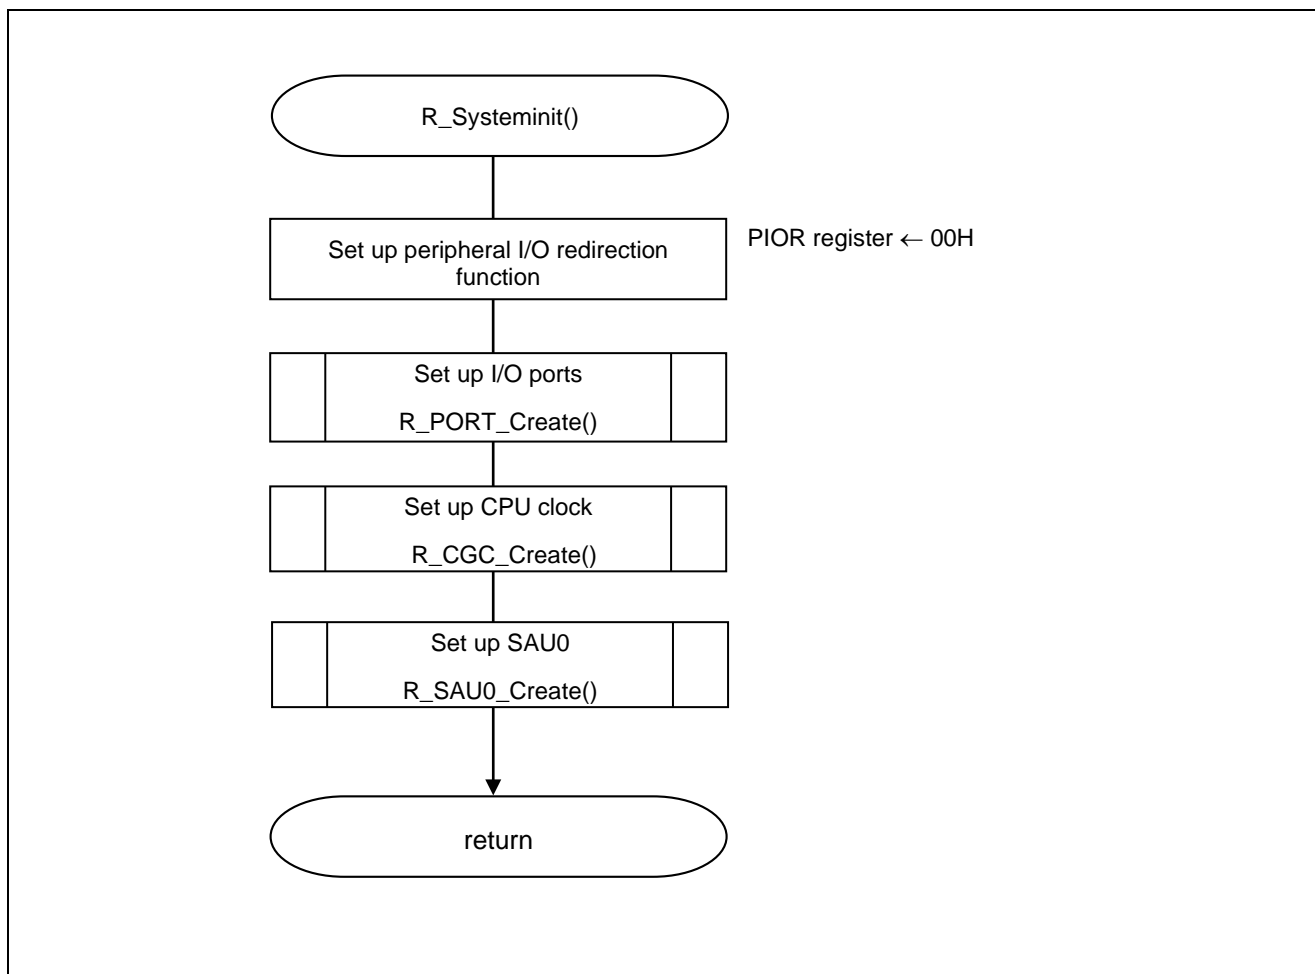 R_Systeminit()
Set up peripheral I/O redirection
function
PIOR register ← 00H
Set up I/O ports
R_PORT_Create()
Set up CPU clock
R_CGC_Create()
Set up SAU0
R_SAU0_Create()
return